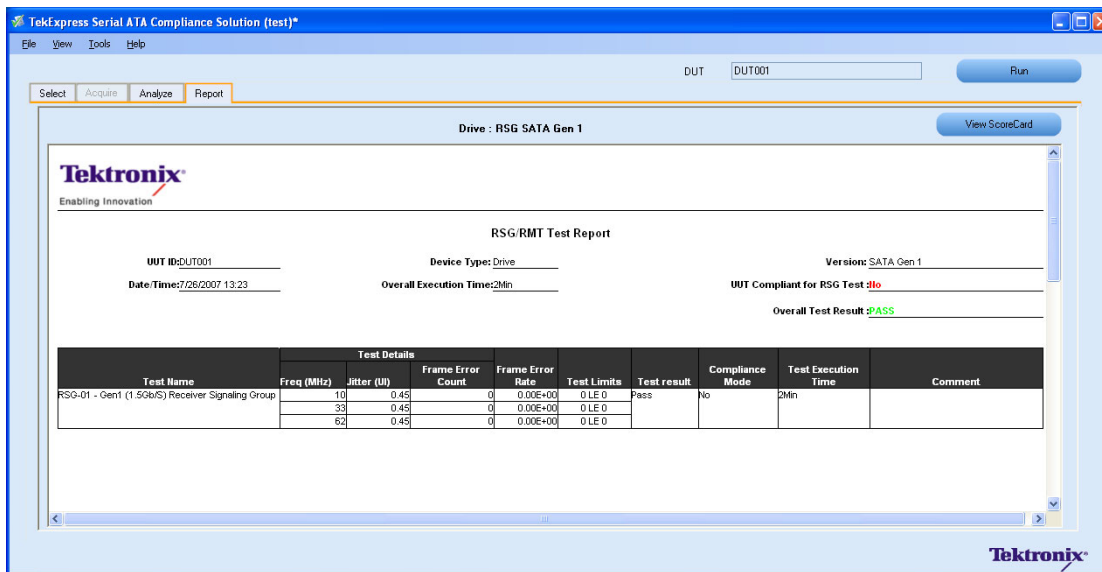 TekExpress Serial ATA Compliance Solution (test)*
File View Tools Help
DUT DUT001 Run
Select Acquire Analyze Report
Drive : RSG SATA Gen 1 View ScoreCard
Tektronix
Enabling Innovation
RSG/RMT Test Report
UUT ID:DUT001 Device Type: Drive Version: SATA Gen 1
Date/Time:7/26/2007 13:23 Overall Execution Time:2Min UUT Compliant for RSG Test :No
Overall Test Result :PASS
Test Details
Test Name Freq (MHz) Jitter (UI) Frame Error Count Frame Error Rate Test Limits Test result Compliance Mode Test Execution Time Comment
RSG-01 - Gen1 (1.5Gb/S) Receiver Signaling Group 10 0.45 0 0.00E+00 0 LE 0 Pass No 2Min
33 0.45 0 0.00E+00 0 LE 0
62 0.45 0 0.00E+00 0 LE 0
Tektronix